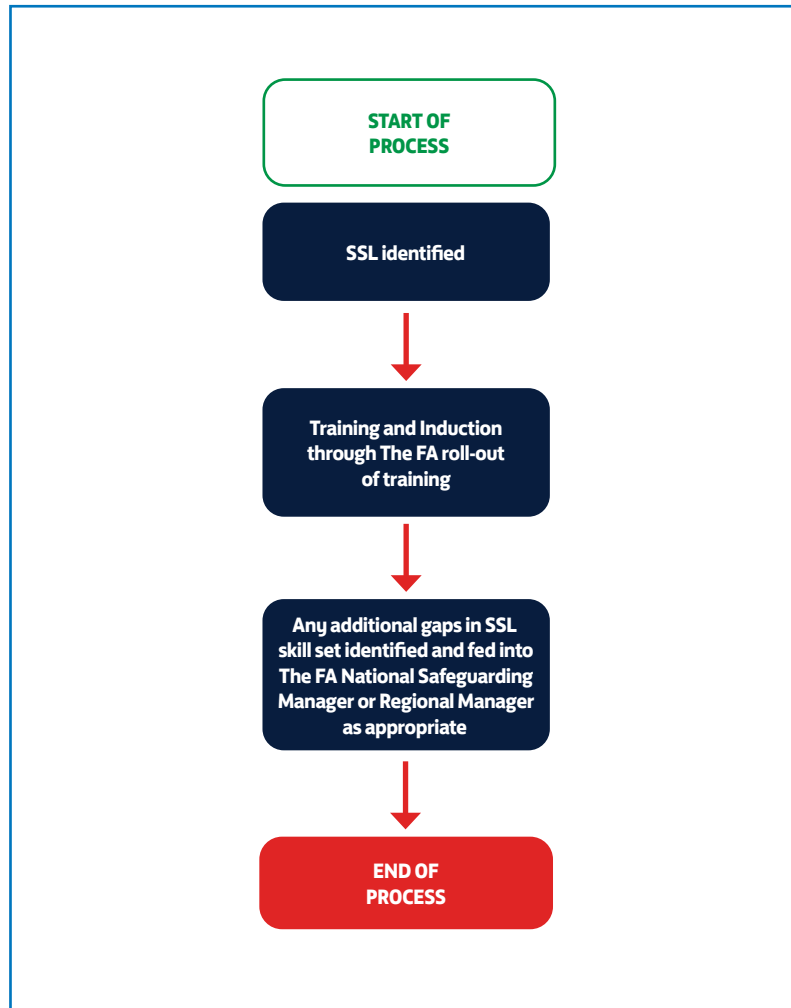 START OF
PROCESS
SSL identified
Training and Induction
through The FA roll-out
of training
Any additional gaps in SSL
skill set identified and fed into
The FA National Safeguarding
Manager or Regional Manager
as appropriate
END OF
PROCESS